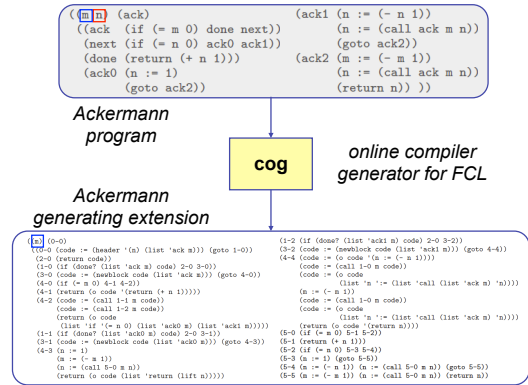 ((m n) (ack)
((ack (if (= m 0) done next))
(next (if (= n 0) ack0 ack1))
(done (return (+ n 1)))
(ack0 (n := 1)
(goto ack2))
(ack1 (n := (- n 1))
(n := (call ack m n))
(goto ack2))
(ack2 (m := (- m 1))
(n := (call ack m n))
(return n)) ))
Ackermann
program
cog
online compiler
generator for FCL
Ackermann
generating extension
((m) (0-0)
((0-0 (code := (header '(n) (list 'ack m))) (goto 1-0))
(2-0 (return code))
(1-0 (if (done? (list 'ack m) code) 2-0 3-0))
(3-0 (code := (newblock code (list 'ack m))) (goto 4-0))
(4-0 (if (= m 0) 4-1 4-2))
(4-1 (return (o code '(return (+ n 1)))))
(4-2 (code := (call 1-1 m code))
(code := (call 1-2 m code))
(return (o code
(list 'if '(= n 0) (list 'ack0 m) (list 'ack1 m)))))
(1-1 (if (done? (list 'ack0 m) code) 2-0 3-1))
(3-1 (code := (newblock code (list 'ack0 m))) (goto 4-3))
(4-3 (n := 1)
(m := (- m 1))
(n := (call 5-0 m n))
(return (o code (list 'return (lift n)))))
(1-2 (if (done? (list 'ack1 m) code) 2-0 3-2))
(3-2 (code := (newblock code (list 'ack1 m))) (goto 4-4))
(4-4 (code := (o code '(n := (- n 1))))
(code := (call 1-0 m code))
(code := (o code
(list 'n ':= (list 'call (list 'ack m) 'n))))
(m := (- m 1))
(code := (call 1-0 m code))
(code := (o code
(list 'n ':= (list 'call (list 'ack m) 'n))))
(return (o code '(return n))))
(5-0 (if (= m 0) 5-1 5-2))
(5-1 (return (+ n 1)))
(5-2 (if (= n 0) 5-3 5-4))
(5-3 (n := 1) (goto 5-5))
(5-4 (n := (- n 1)) (n := (call 5-0 m n)) (goto 5-5))
(5-5 (m := (- m 1)) (n := (call 5-0 m n)) (return n))